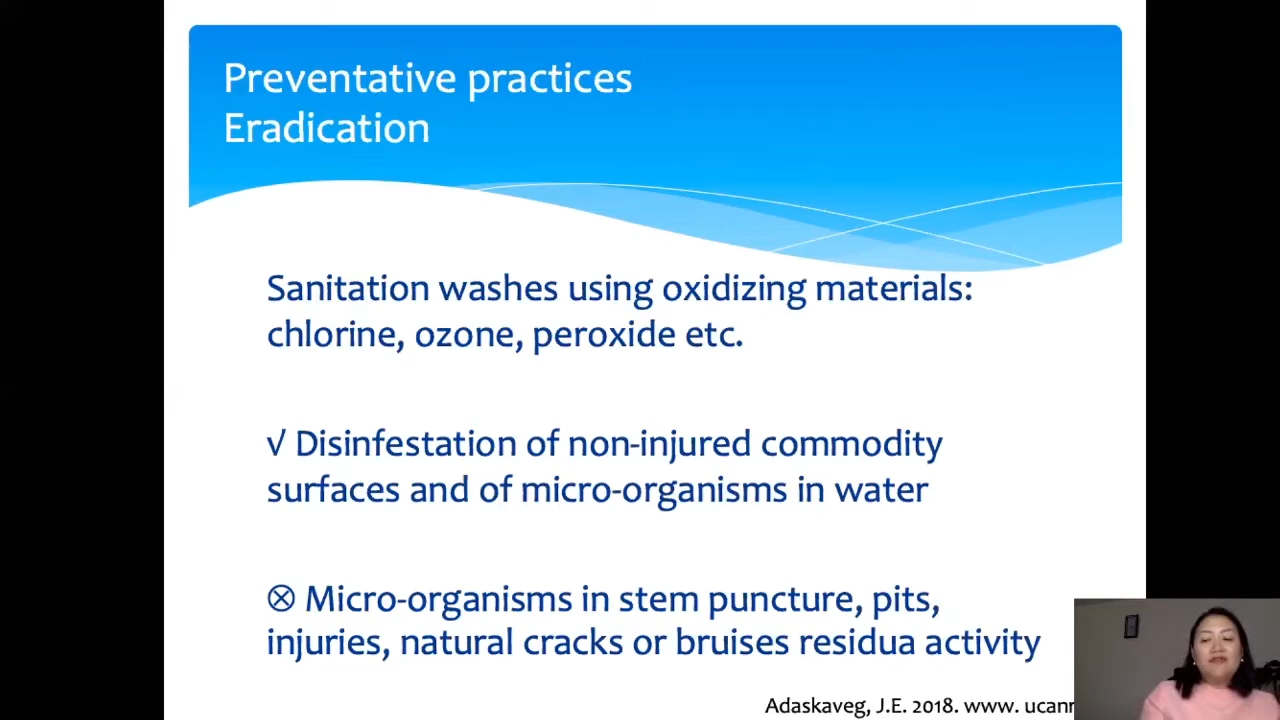 Preventative practices
Eradication
Sanitation washes using oxidizing materials:
chlorine, ozone, peroxide etc.
√ Disinfestation of non-injured commodity
surfaces and of micro-organisms in water
⊗ Micro-organisms in stem puncture, pits,
injuries, natural cracks or bruises residua activity
Adaskaveg, J.E. 2018. www.